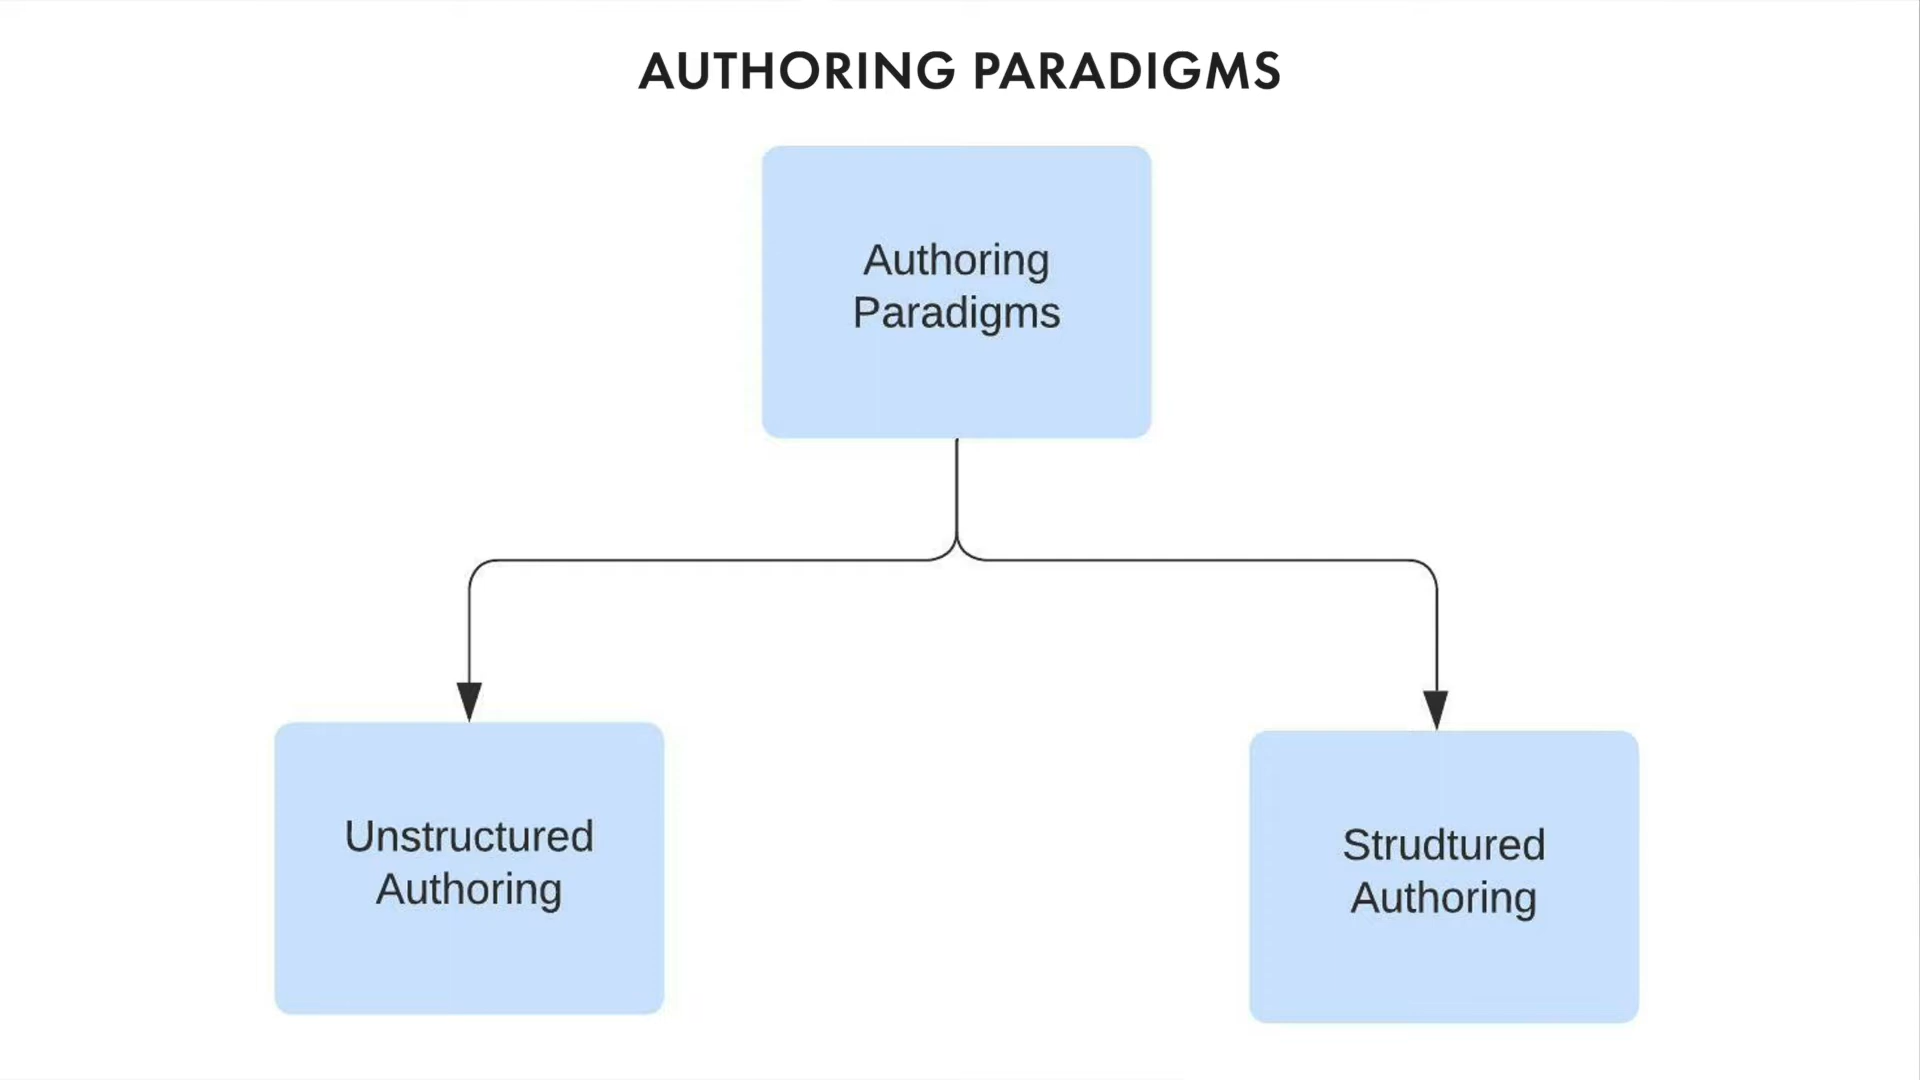 AUTHORING PARADIGMS
Authoring
Paradigms
Unstructured
Authoring
Strudtured
Authoring